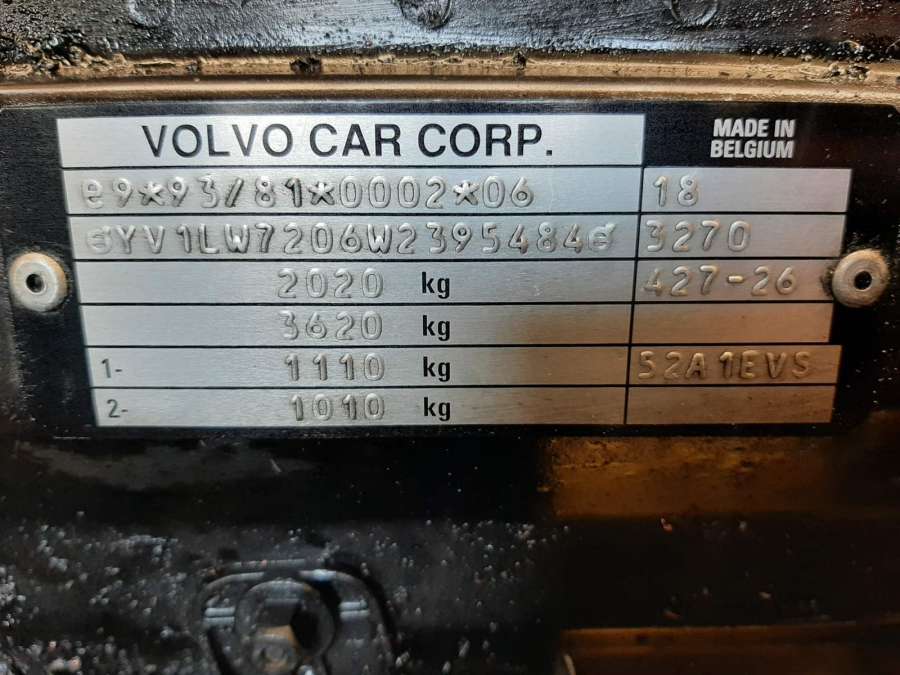 VOLVO CAR CORP.
MADE IN
BELGIUM
e9*93/81*0002*06 18
YV1LW7206W2395484 3270
2020 kg 427-26
3620 kg
1- 1110 kg 52A1EVS
2- 1010 kg